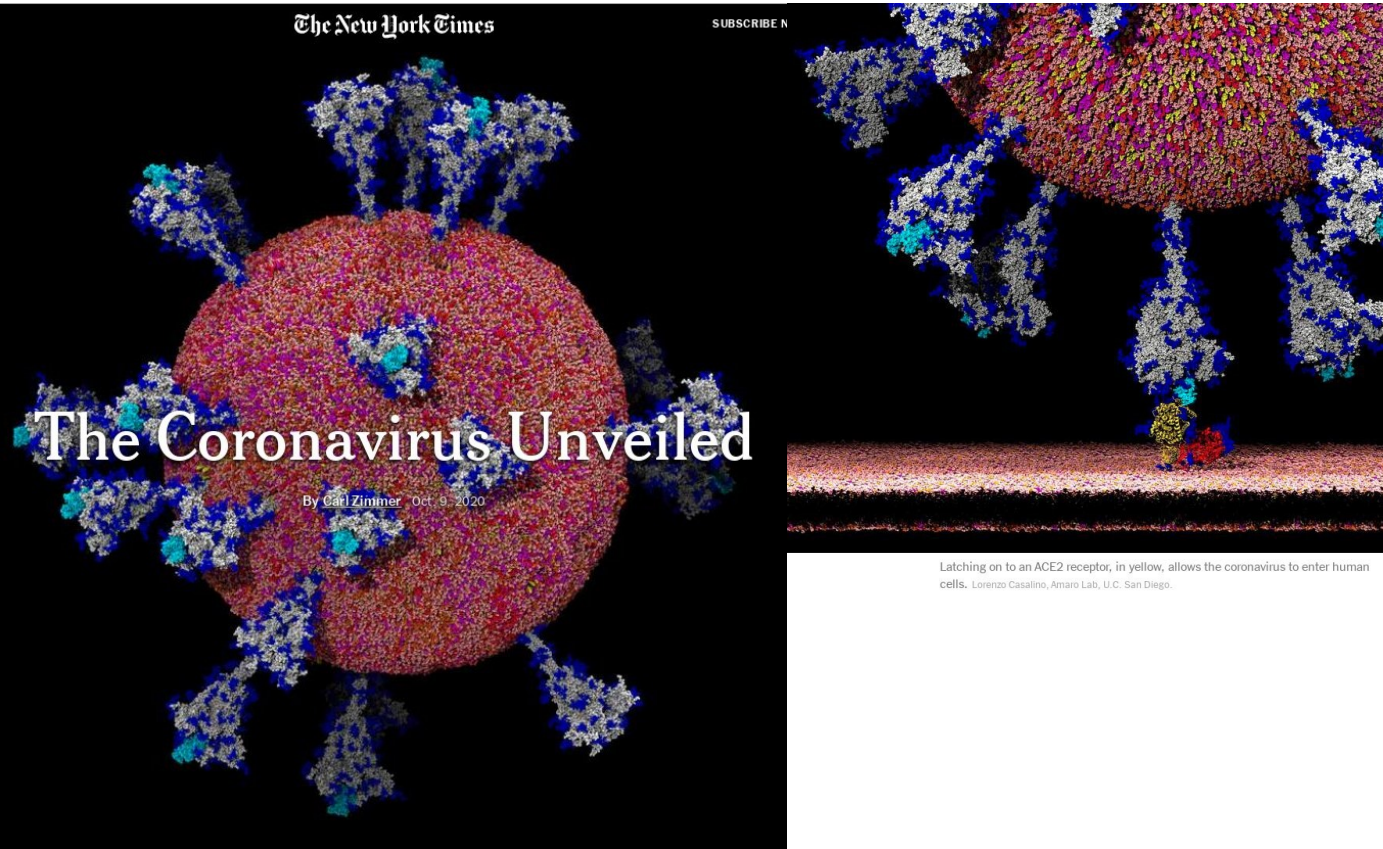 The New York Times
SUBSCRIBE N
The Coronavirus Unveiled
By Carl Zimmer Oct. 9, 2020
Latching on to an ACE2 receptor, in yellow, allows the coronavirus to enter human
cells. Lorenzo Casalino, Amaro Lab, U.C. San Diego.